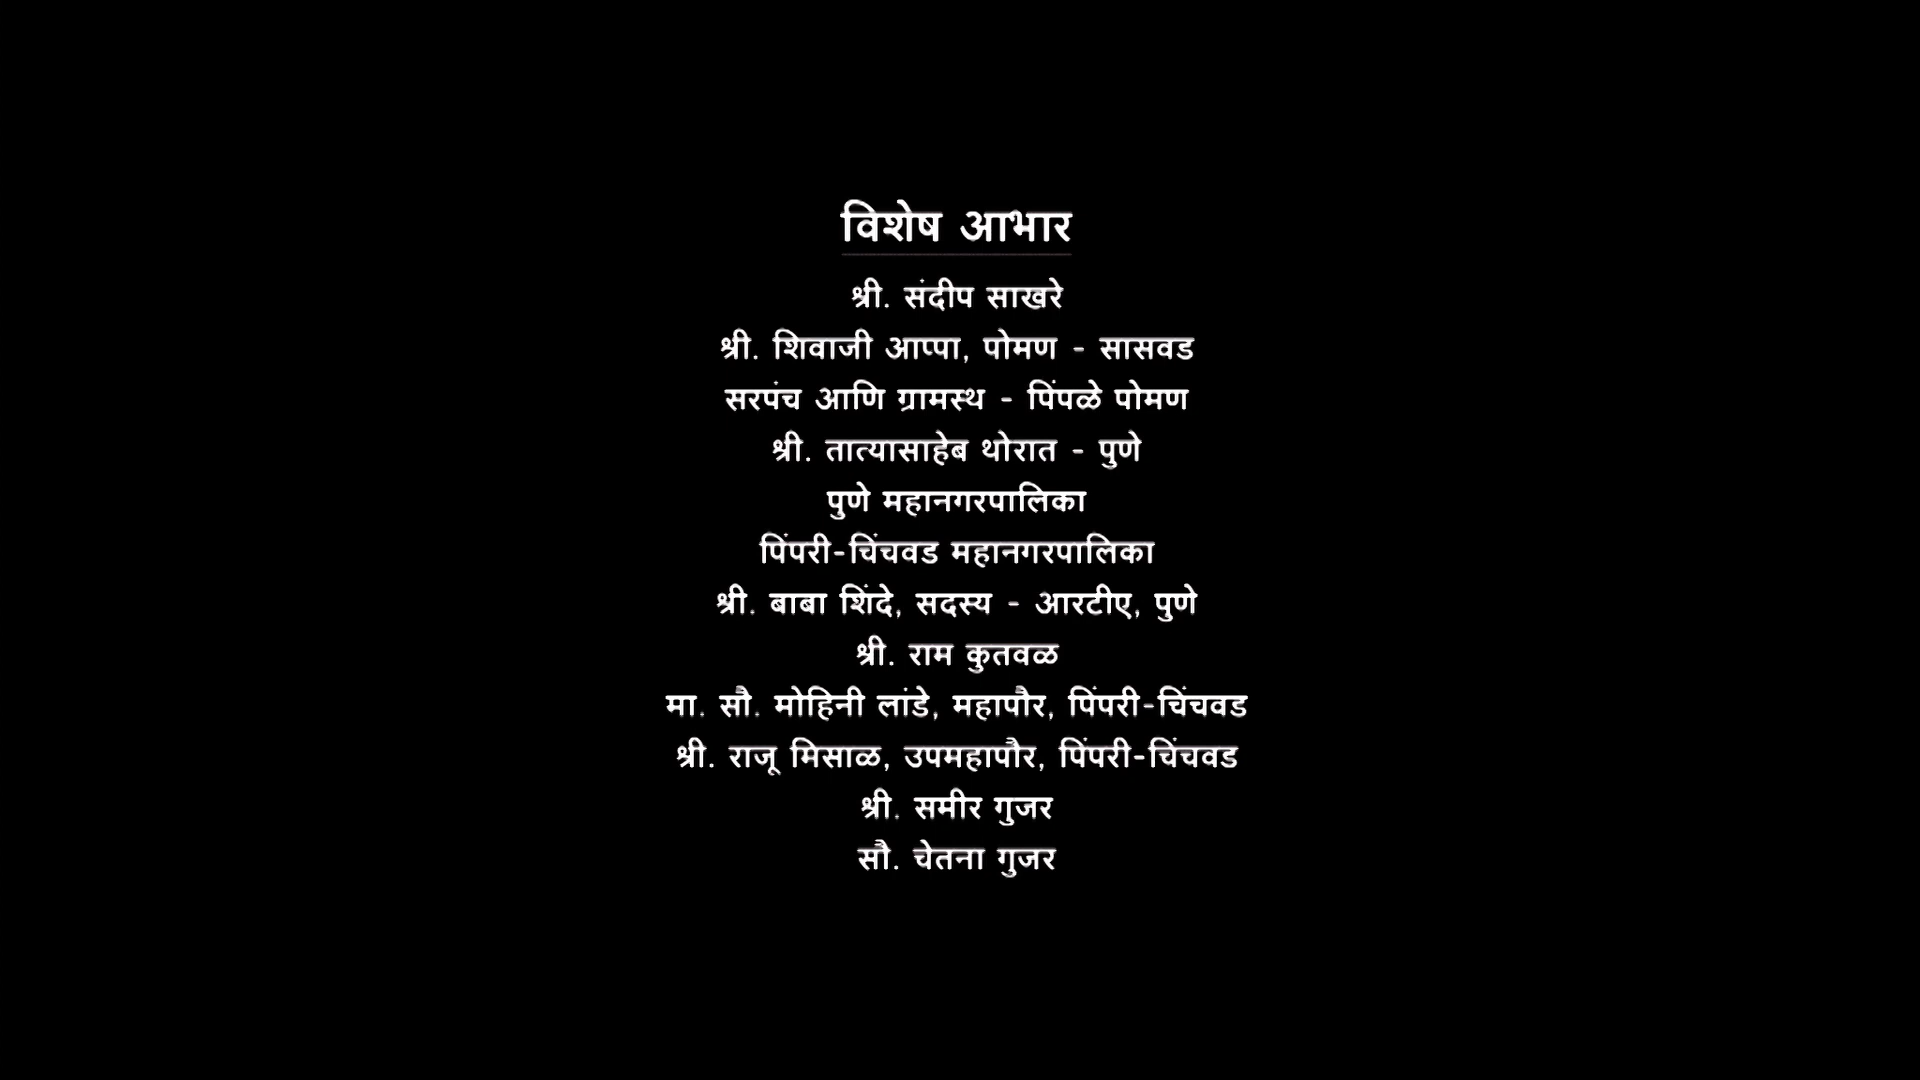 विशेष आभार
श्री. संदीप साखरे
श्री. शिवाजी आप्पा, पोमण - सासवड
सरपंच आणि ग्रामस्थ - पिंपळे पोमण
श्री. तात्यासाहेब थोरात - पुणे
पुणे महानगरपालिका
पिंपरी-चिंचवड महानगरपालिका
श्री. बाबा शिंदे, सदस्य - आरटीए, पुणे
श्री. राम कुतवळ
मा. सौ. मोहिनी लांडे, महापौर, पिंपरी-चिंचवड
श्री. राजू मिसाळ, उपमहापौर, पिंपरी-चिंचवड
श्री. समीर गुजर
सौ. चेतना गुजर